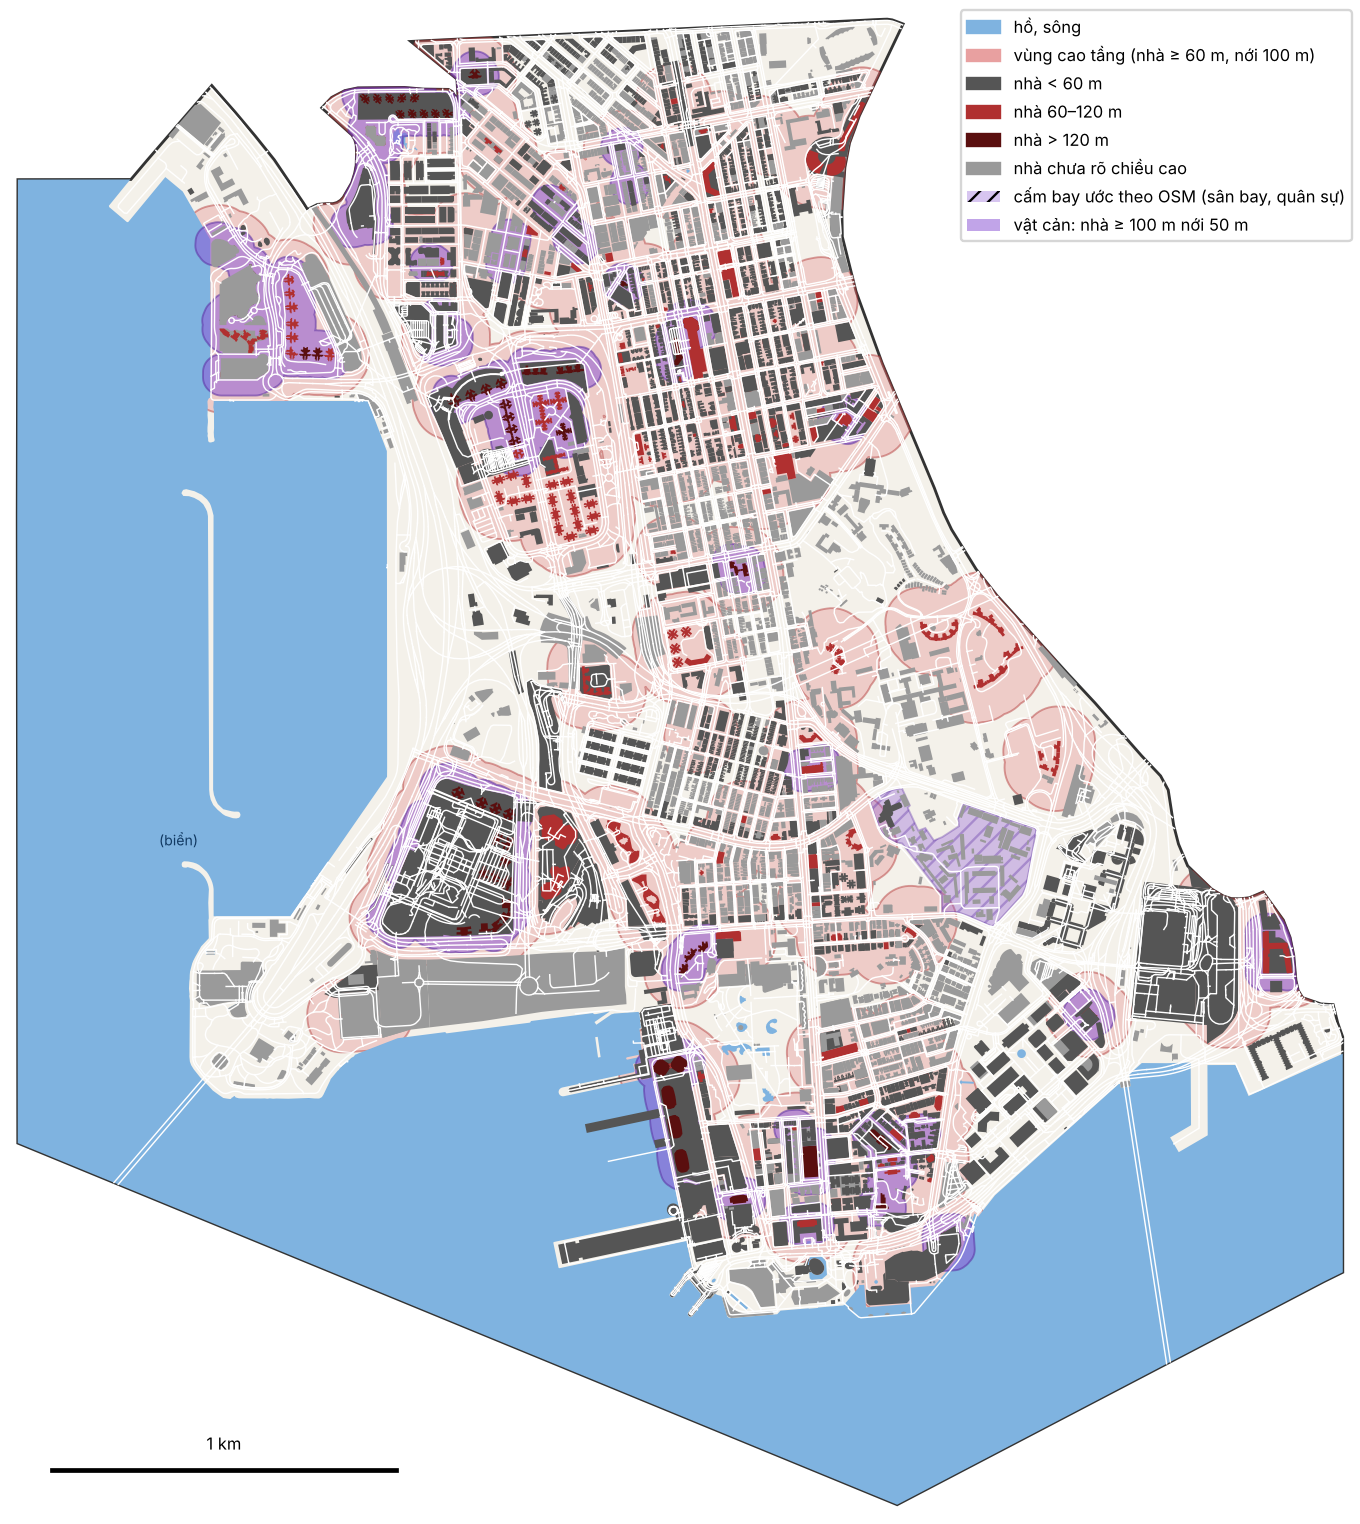 hồ, sông
vùng cao tầng (nhà ≥ 60 m, nới 100 m)
nhà < 60 m
nhà 60–120 m
nhà > 120 m
nhà chưa rõ chiều cao
cấm bay ước theo OSM (sân bay, quân sự)
vật cản: nhà ≥ 100 m nới 50 m
(biển)
1 km